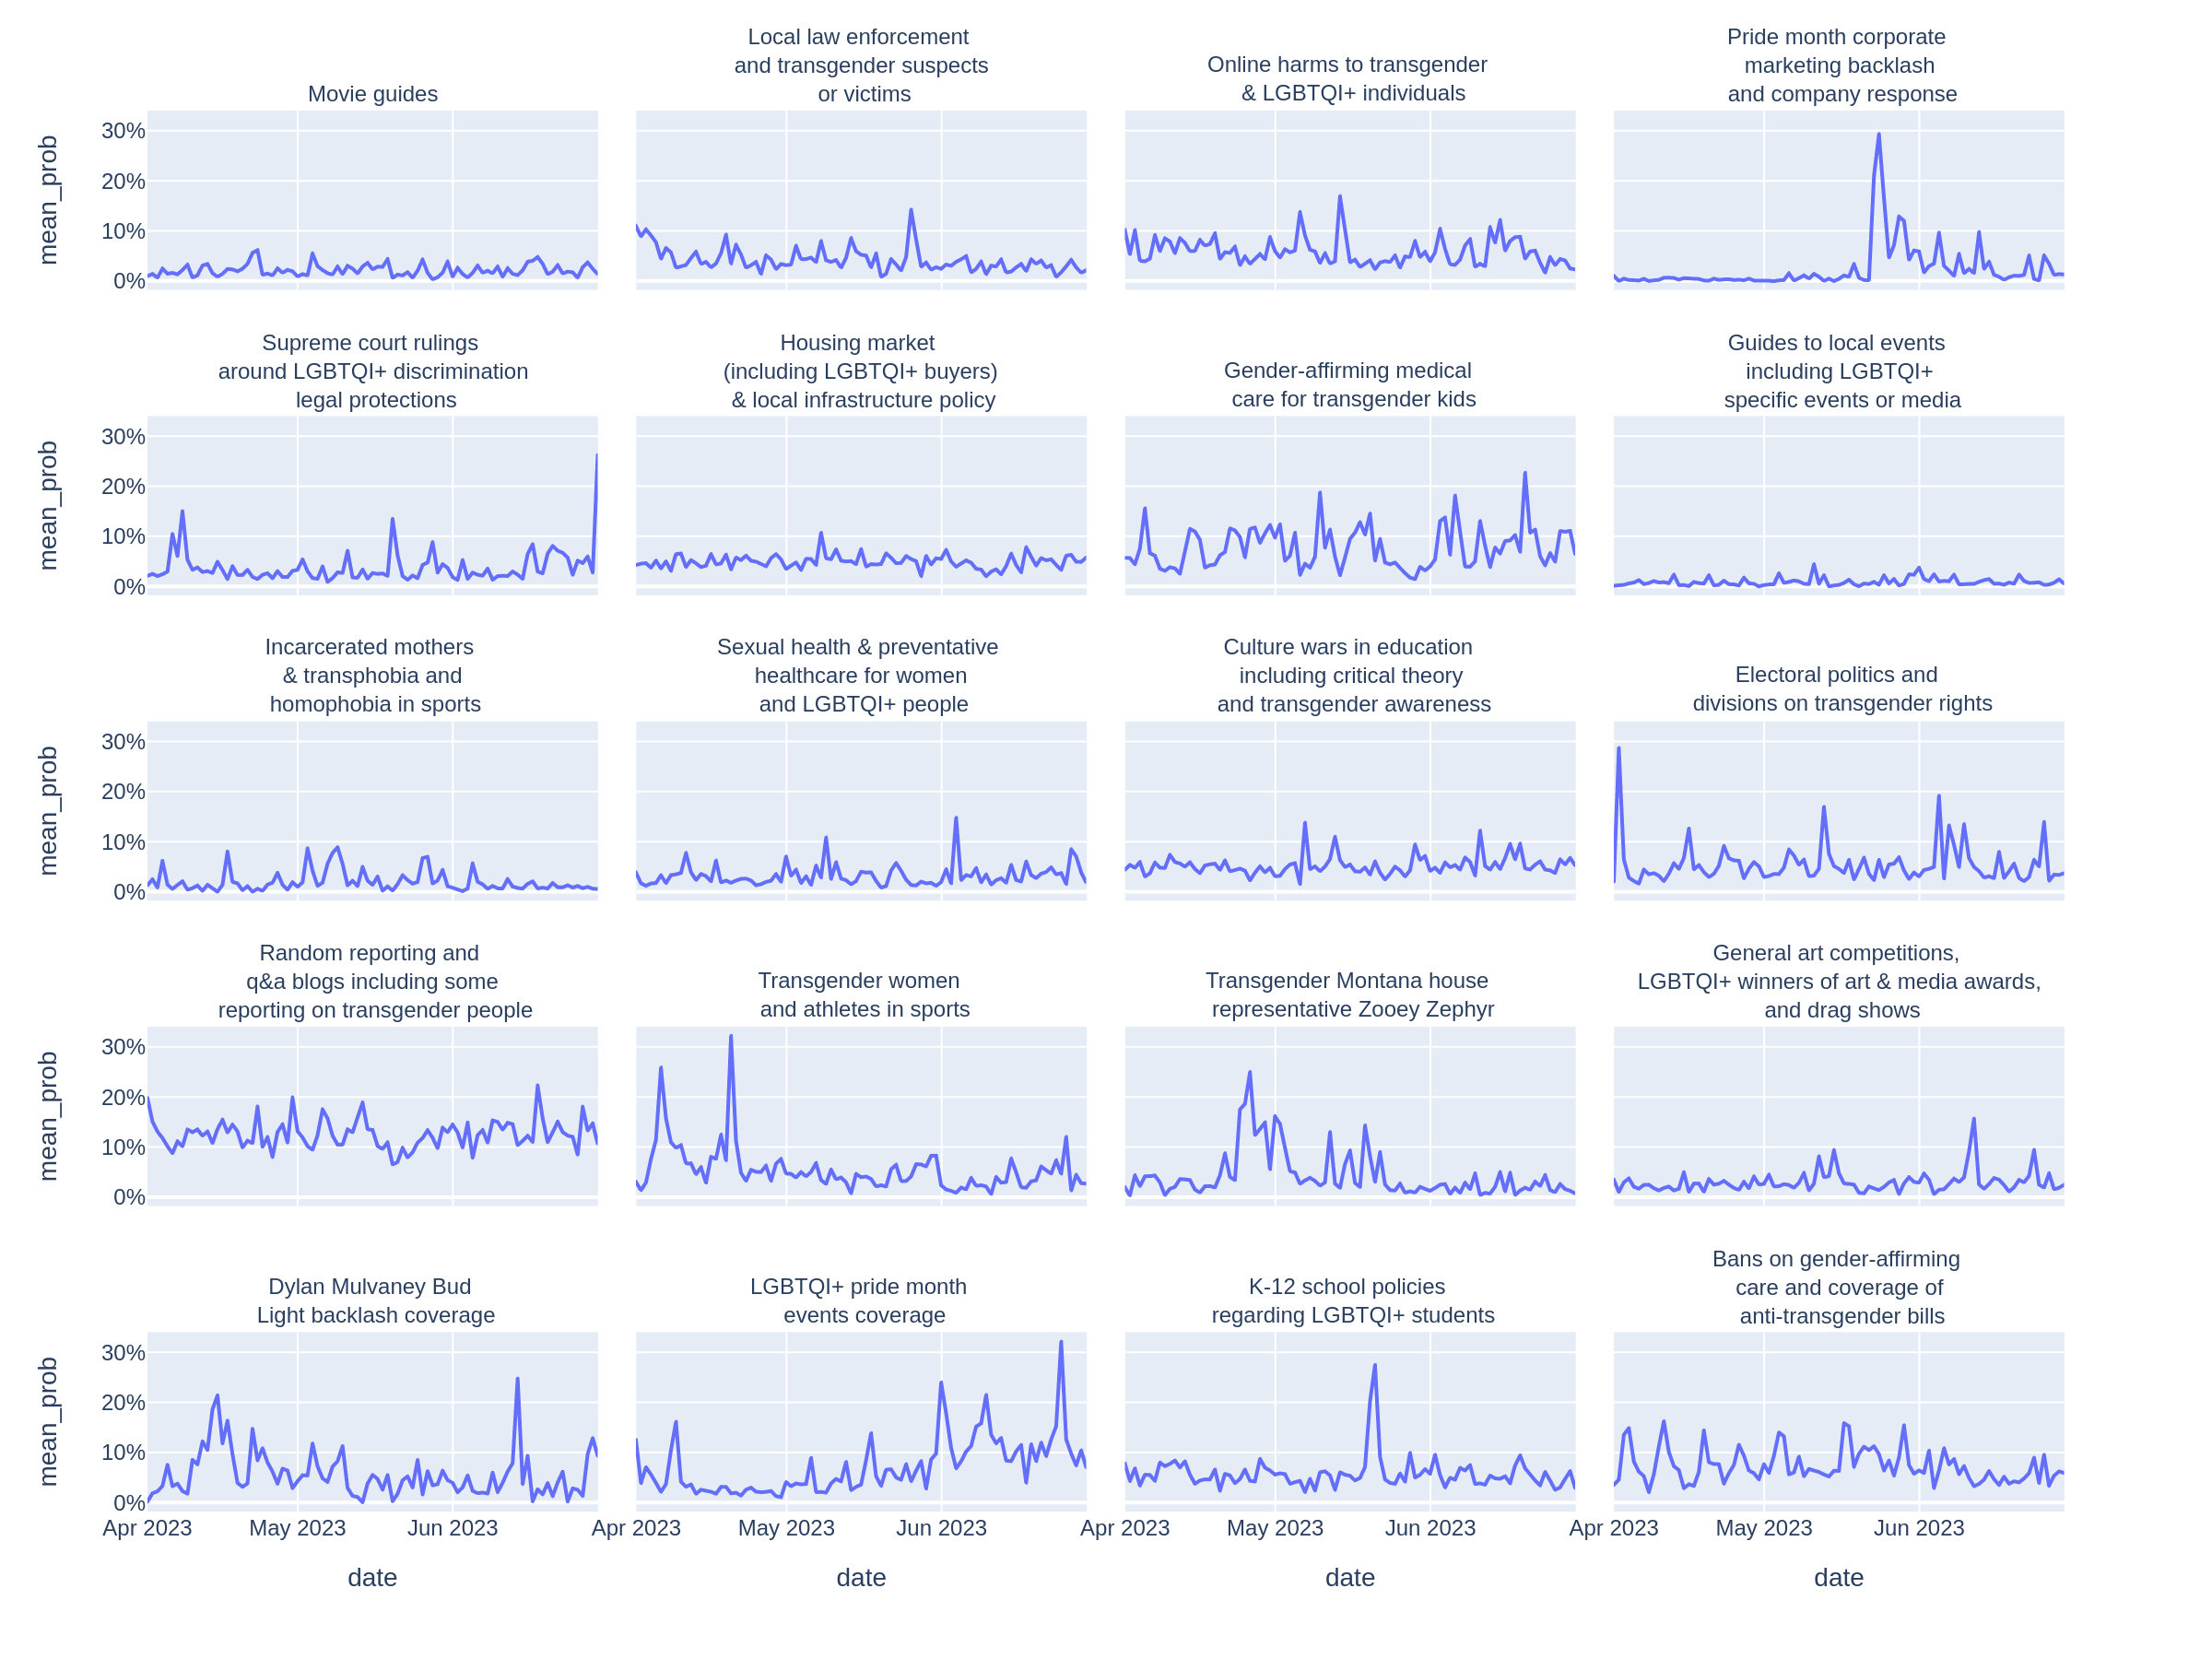 Movie guides
Local law enforcement
and transgender suspects
or victims
Online harms to transgender
& LGBTQI+ individuals
Pride month corporate
marketing backlash
and company response
mean_prob
30%
20%
10%
0%
Supreme court rulings
around LGBTQI+ discrimination
legal protections
Housing market
(including LGBTQI+ buyers)
& local infrastructure policy
Gender-affirming medical
care for transgender kids
Guides to local events
including LGBTQI+
specific events or media
mean_prob
30%
20%
10%
0%
Incarcerated mothers
& transphobia and
homophobia in sports
Sexual health & preventative
healthcare for women
and LGBTQI+ people
Culture wars in education
including critical theory
and transgender awareness
Electoral politics and
divisions on transgender rights
mean_prob
30%
20%
10%
0%
Random reporting and
q&a blogs including some
reporting on transgender people
Transgender women
and athletes in sports
Transgender Montana house
representative Zooey Zephyr
General art competitions,
LGBTQI+ winners of art & media awards,
and drag shows
mean_prob
30%
20%
10%
0%
Dylan Mulvaney Bud
Light backlash coverage
LGBTQI+ pride month
events coverage
K-12 school policies
regarding LGBTQI+ students
Bans on gender-affirming
care and coverage of
anti-transgender bills
mean_prob
30%
20%
10%
0%
Apr 2023 May 2023 Jun 2023 Apr 2023 May 2023 Jun 2023 Apr 2023 May 2023 Jun 2023 Apr 2023 May 2023 Jun 2023
date date date date